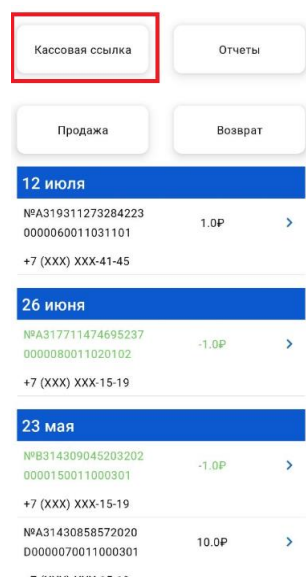 Кассовая ссылка
Отчеты
Продажа
Возврат
12 июля
№A319311273284223
0000060011031101
1.0₽
+7 (XXX) XXX-41-45
26 июня
№A317711474695237
0000080011020102
-1.0₽
+7 (XXX) XXX-15-19
23 мая
№B314309045203202
0000150011000301
-1.0₽
+7 (XXX) XXX-15-19
№A31430858572020
D0000070011000301
10.0₽